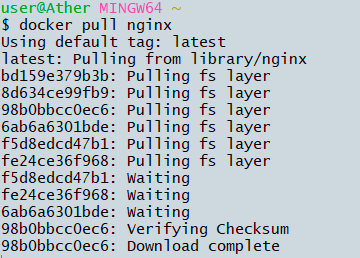 user@Ather MINGW64 ~
$ docker pull nginx
Using default tag: latest
latest: Pulling from library/nginx
bd159e379b3b: Pulling fs layer
8d634ce99fb9: Pulling fs layer
98b0bbcc0ec6: Pulling fs layer
6ab6a6301bde: Pulling fs layer
f5d8edcd47b1: Pulling fs layer
fe24ce36f968: Pulling fs layer
f5d8edcd47b1: Waiting
fe24ce36f968: Waiting
6ab6a6301bde: Waiting
98b0bbcc0ec6: Verifying Checksum
98b0bbcc0ec6: Download complete